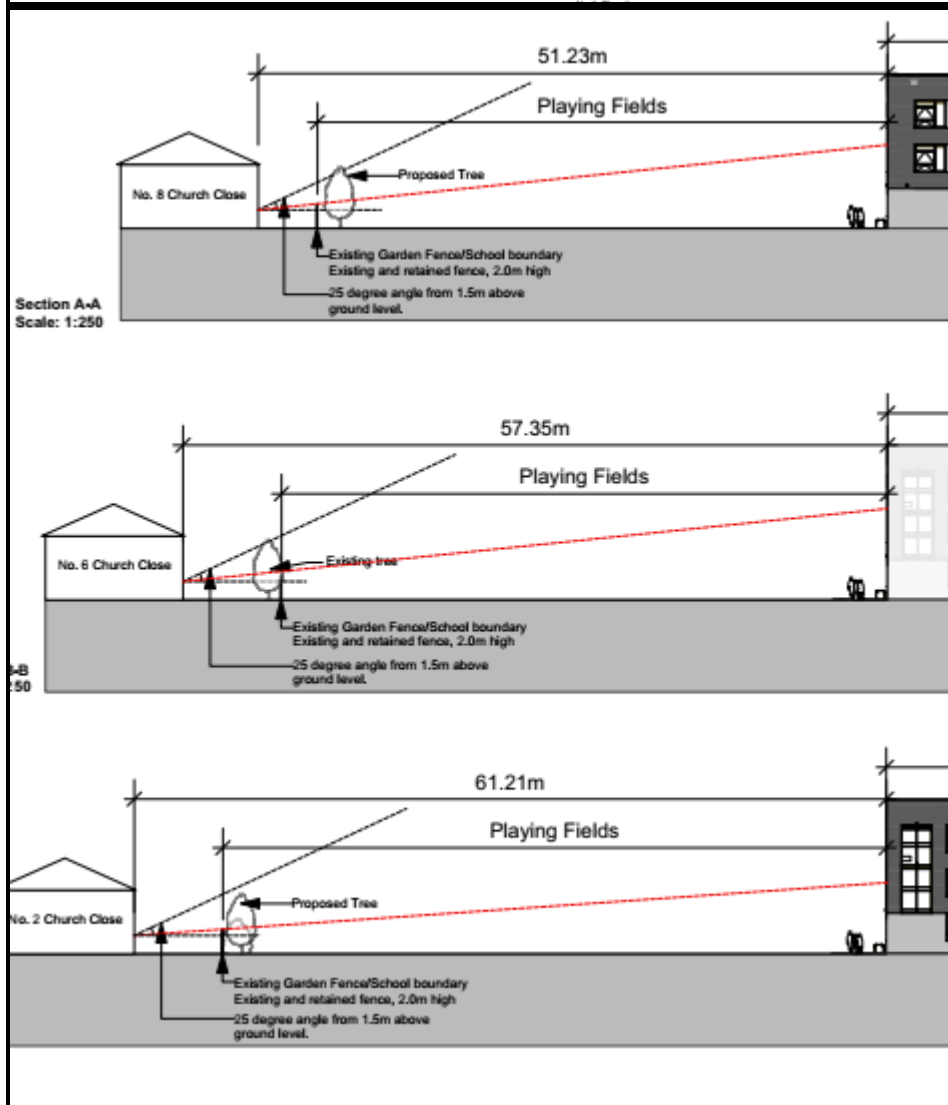 51.23m
Playing Fields
Proposed Tree
No. 8 Church Close
Existing Garden Fence/School boundary
Existing and retained fence, 2.0m high
25 degree angle from 1.5m above
ground level.
Section A-A
Scale: 1:250
57.35m
Playing Fields
Existing tree
No. 6 Church Close
Existing Garden Fence/School boundary
Existing and retained fence, 2.0m high
25 degree angle from 1.5m above
ground level.
-B
250
61.21m
Playing Fields
Proposed Tree
No. 2 Church Close
Existing Garden Fence/School boundary
Existing and retained fence, 2.0m high
25 degree angle from 1.5m above
ground level.